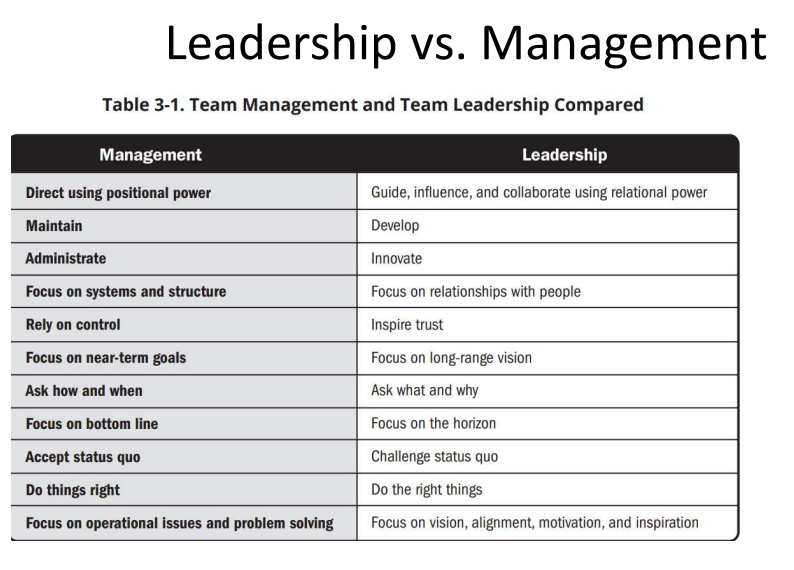 Leadership vs. Management
Table 3-1. Team Management and Team Leadership Compared
Management Leadership
Direct using positional power Guide, influence, and collaborate using relational power
Maintain Develop
Administrate Innovate
Focus on systems and structure Focus on relationships with people
Rely on control Inspire trust
Focus on near-term goals Focus on long-range vision
Ask how and when Ask what and why
Focus on bottom line Focus on the horizon
Accept status quo Challenge status quo
Do things right Do the right things
Focus on operational issues and problem solving Focus on vision, alignment, motivation, and inspiration